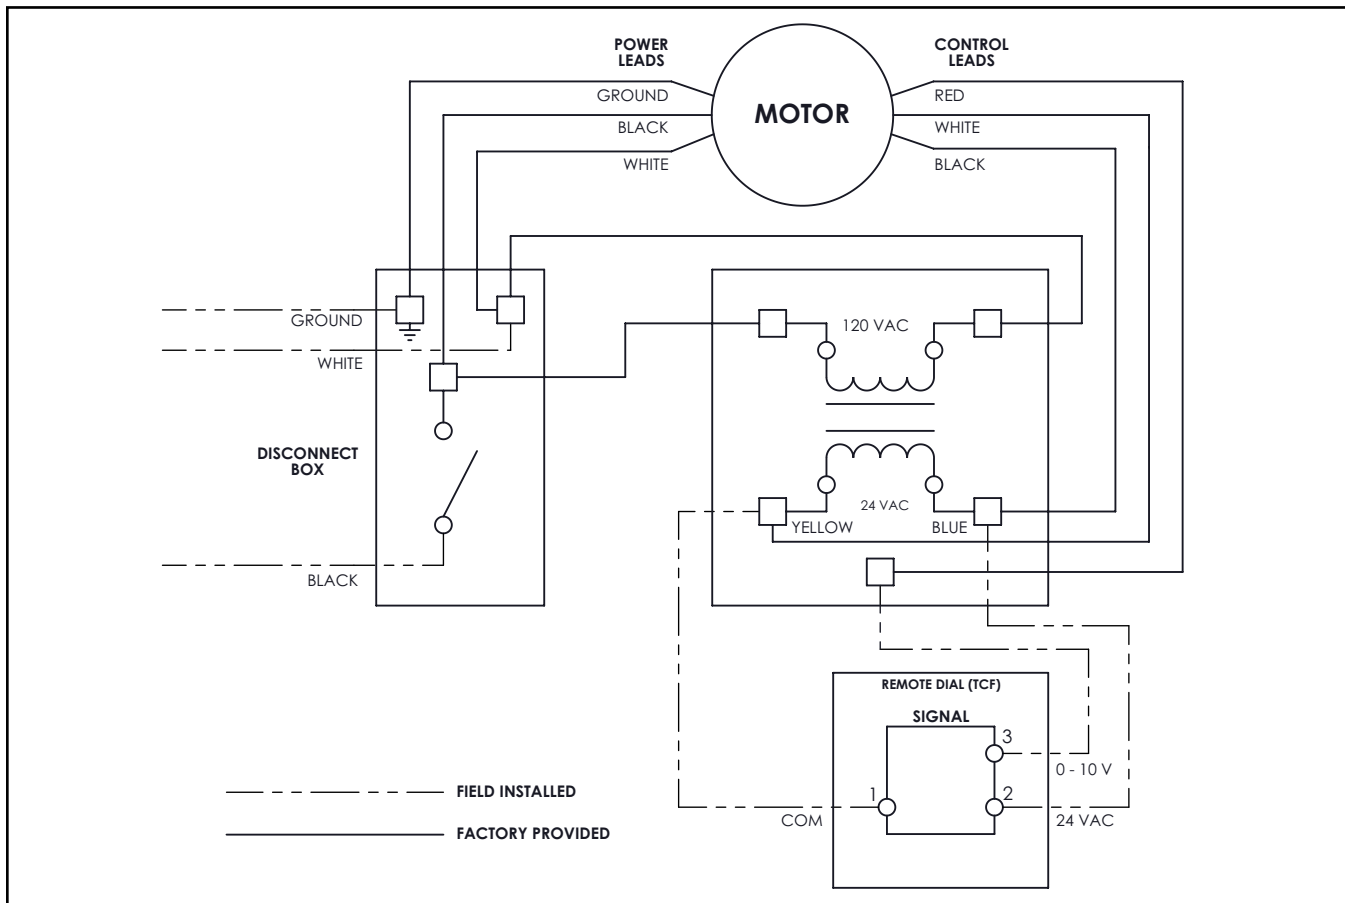 POWER
LEADS
CONTROL
LEADS
GROUND
BLACK
WHITE
MOTOR
RED
WHITE
BLACK
GROUND
WHITE
DISCONNECT
BOX
BLACK
120 VAC
24 VAC
YELLOW
BLUE
REMOTE DIAL (TCF)
SIGNAL
3
0 - 10 V
1
2
COM
24 VAC
FIELD INSTALLED
FACTORY PROVIDED